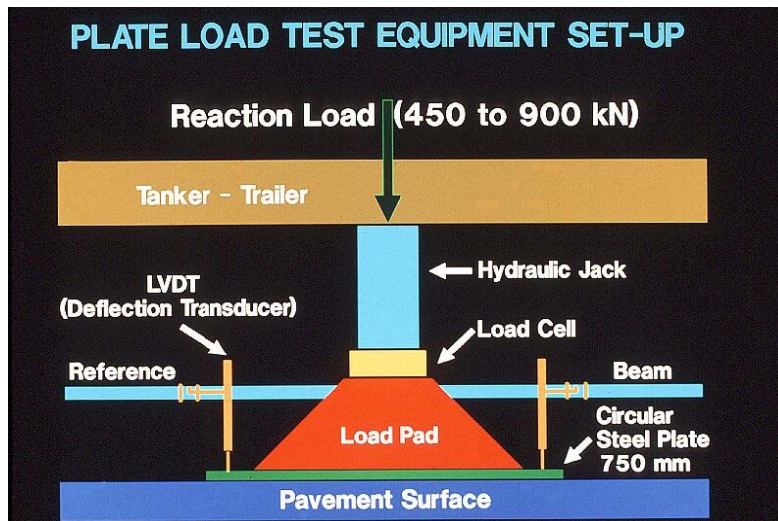 PLATE LOAD TEST EQUIPMENT SET-UP
Reaction Load (450 to 900 kN)
Tanker - Trailer
Hydraulic Jack
LVDT
(Deflection Transducer)
Load Cell
Reference
Beam
Circular
Steel Plate
750 mm
Load Pad
Pavement Surface